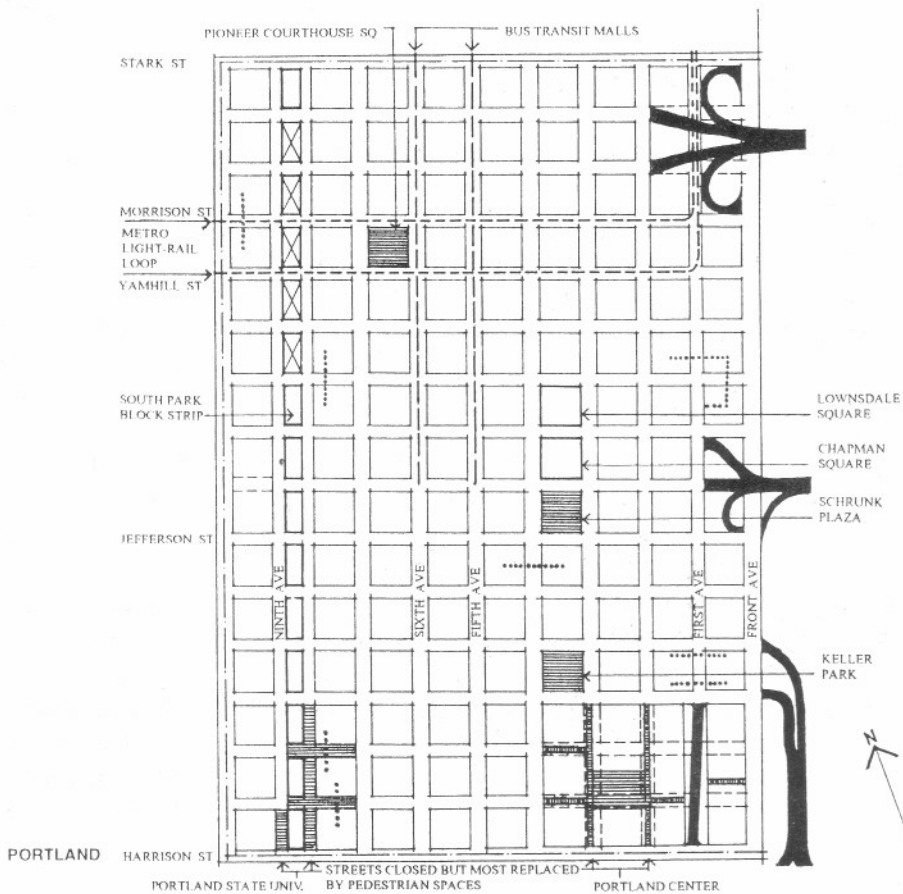 PIONEER COURTHOUSE SQ
BUS TRANSIT MALLS
STARK ST
MORRISON ST
METRO
LIGHT-RAIL
LOOP
YAMHILL ST
SOUTH PARK
BLOCK STRIP
LOWNSDALE
SQUARE
CHAPMAN
SQUARE
SCHRUNK
PLAZA
JEFFERSON ST
NINTH AVE
SIXTH AVE
FIFTH AVE
FIRST AVE
FRONT AVE
KELLER
PARK
N
PORTLAND
HARRISON ST
STREETS CLOSED BUT MOST REPLACED
BY PEDESTRIAN SPACES
PORTLAND STATE UNIV.
PORTLAND CENTER